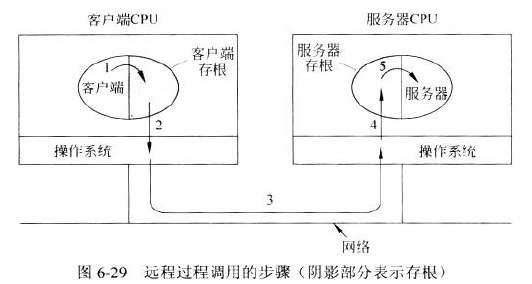 客户端CPU
服务器CPU
客户端
存根
服务器
存根
1
客户端
5
服务器
2
4
操作系统
操作系统
3
网络
图 6-29 远程过程调用的步骤(阴影部分表示存根)